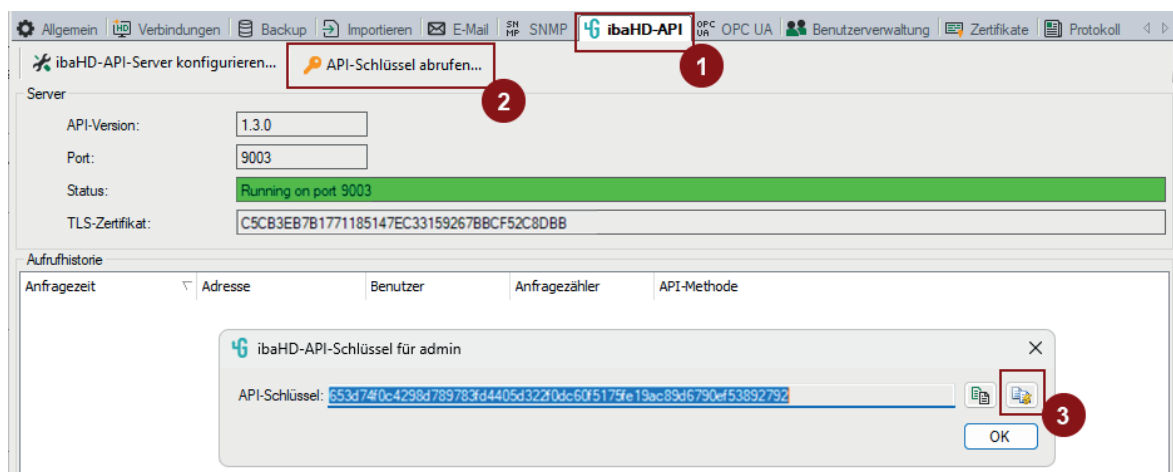 Allgemein Verbindungen Backup Importieren E-Mail SNMP ibaHD-API OPC UA Benutzerverwaltung Zertifikate Protokoll
1
ibaHD-API-Server konfigurieren... API-Schlüssel abrufen...
2
Server
API-Version: 1.3.0
Port: 9003
Status: Running on port 9003
TLS-Zertifikat: C5CB3EB7B1771185147EC33159267BBCF52C8DBB
Aufrufhistorie
Anfragezeit Adresse Benutzer Anfragezähler API-Methode
ibaHD-API-Schlüssel für admin
API-Schlüssel: 653d74f0c4298d789783fd4405d322f0dc60f5175fe19ac89d6790ef53892792
3
OK